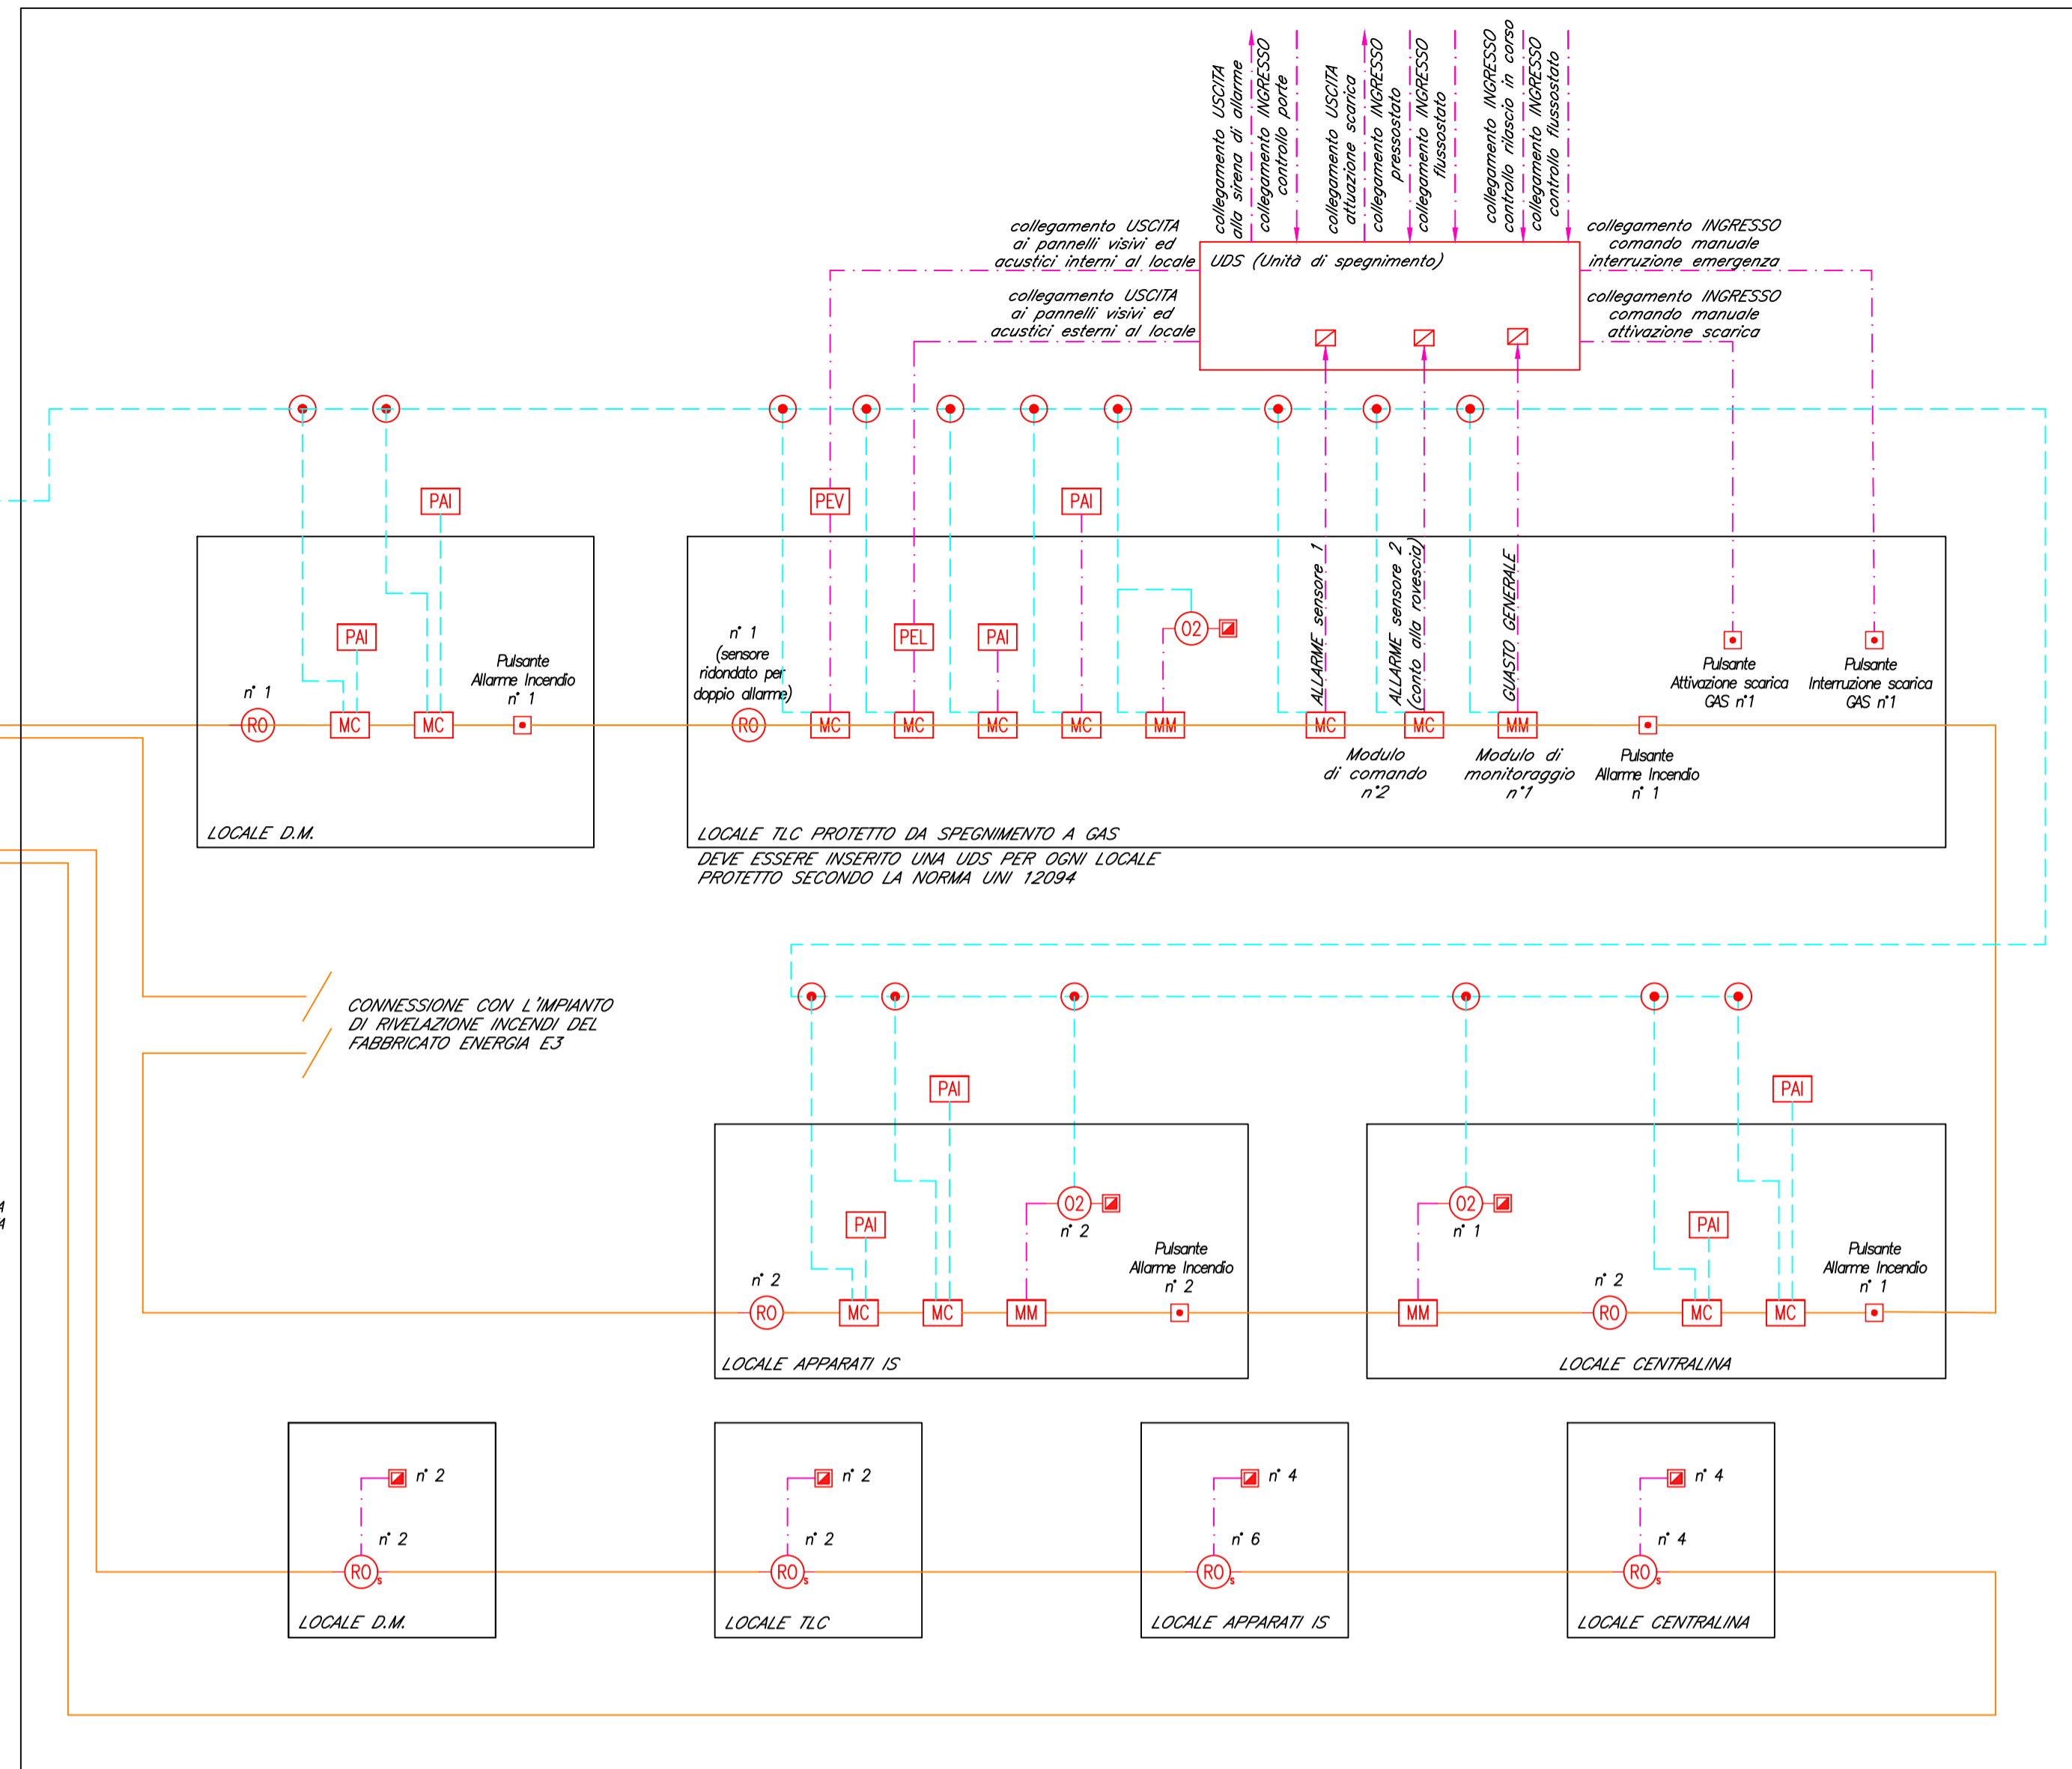 collegamento USCITA
alla sirena di allarme
collegamento INGRESSO
controllo porte
collegamento USCITA
attuazione scarica
collegamento INGRESSO
pressostato
collegamento INGRESSO
flussostato
collegamento INGRESSO
controllo rilascio in corso
collegamento INGRESSO
controllo flussostato
collegamento USCITA
ai pannelli visivi ed
acustici interni al locale
collegamento USCITA
ai pannelli visivi ed
acustici esterni al locale
UDS (Unità di spegnimento)
collegamento INGRESSO
comando manuale
interruzione emergenza
collegamento INGRESSO
comando manuale
attivazione scarica
PAI
PAI
n° 1
RO
MC
MC
Pulsante
Allarme Incendio
n° 1
LOCALE D.M.
PEV
PAI
n° 1
(sensore
ridondato per
doppio allarme)
PEL
PAI
O2
ALLARME sensore 1
ALLARME sensore 2
(conto alla rovescia)
GUASTO GENERALE
Pulsante
Attivazione scarica
GAS n°1
Pulsante
Interruzione scarica
GAS n°1
RO
MC
MC
MC
MC
MM
MC
MC
MM
Modulo
di comando
n°2
Modulo di
monitoraggio
n°1
Pulsante
Allarme Incendio
n° 1
LOCALE TLC PROTETTO DA SPEGNIMENTO A GAS
DEVE ESSERE INSERITO UNA UDS PER OGNI LOCALE
PROTETTO SECONDO LA NORMA UNI 12094
CONNESSIONE CON L'IMPIANTO
DI RIVELAZIONE INCENDI DEL
FABBRICATO ENERGIA E3
A
A
PAI
PAI
O2
n° 2
Pulsante
Allarme Incendio
n° 2
n° 2
RO
MC
MC
MM
LOCALE APPARATI IS
PAI
O2
n° 1
PAI
Pulsante
Allarme Incendio
n° 1
n° 2
MM
RO
MC
MC
LOCALE CENTRALINA
n° 2
n° 2
RO
s
LOCALE D.M.
n° 2
n° 2
RO
s
LOCALE TLC
n° 4
n° 6
RO
s
LOCALE APPARATI IS
n° 4
n° 4
RO
s
LOCALE CENTRALINA